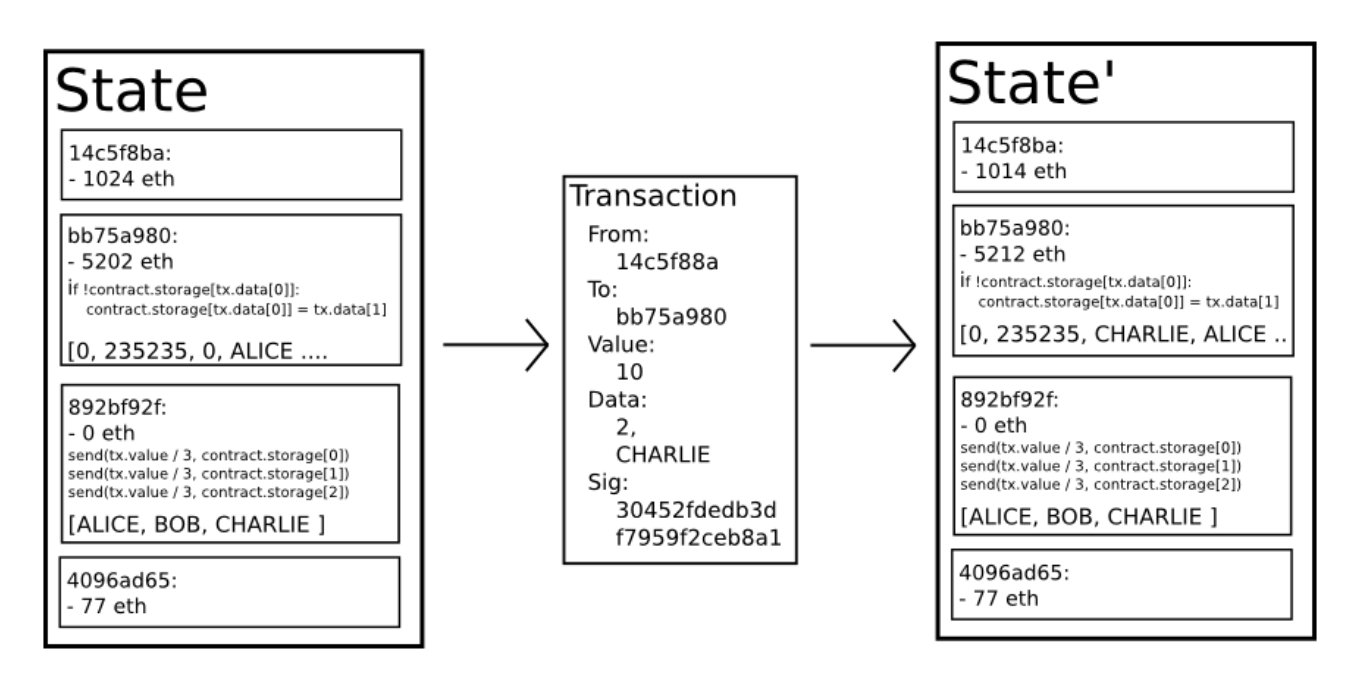 State
14c5f8ba:
- 1024 eth
bb75a980:
- 5202 eth
if !contract.storage[tx.data[0]]:
contract.storage[tx.data[0]] = tx.data[1]
[0, 235235, 0, ALICE ....
892bf92f:
- 0 eth
send(tx.value / 3, contract.storage[0])
send(tx.value / 3, contract.storage[1])
send(tx.value / 3, contract.storage[2])
[ALICE, BOB, CHARLIE ]
4096ad65:
- 77 eth
Transaction
From:
14c5f88a
To:
bb75a980
Value:
10
Data:
2,
CHARLIE
Sig:
30452fdedb3d
f7959f2ceb8a1
State'
14c5f8ba:
- 1014 eth
bb75a980:
- 5212 eth
if !contract.storage[tx.data[0]]:
contract.storage[tx.data[0]] = tx.data[1]
[0, 235235, CHARLIE, ALICE ..
892bf92f:
- 0 eth
send(tx.value / 3, contract.storage[0])
send(tx.value / 3, contract.storage[1])
send(tx.value / 3, contract.storage[2])
[ALICE, BOB, CHARLIE ]
4096ad65:
- 77 eth